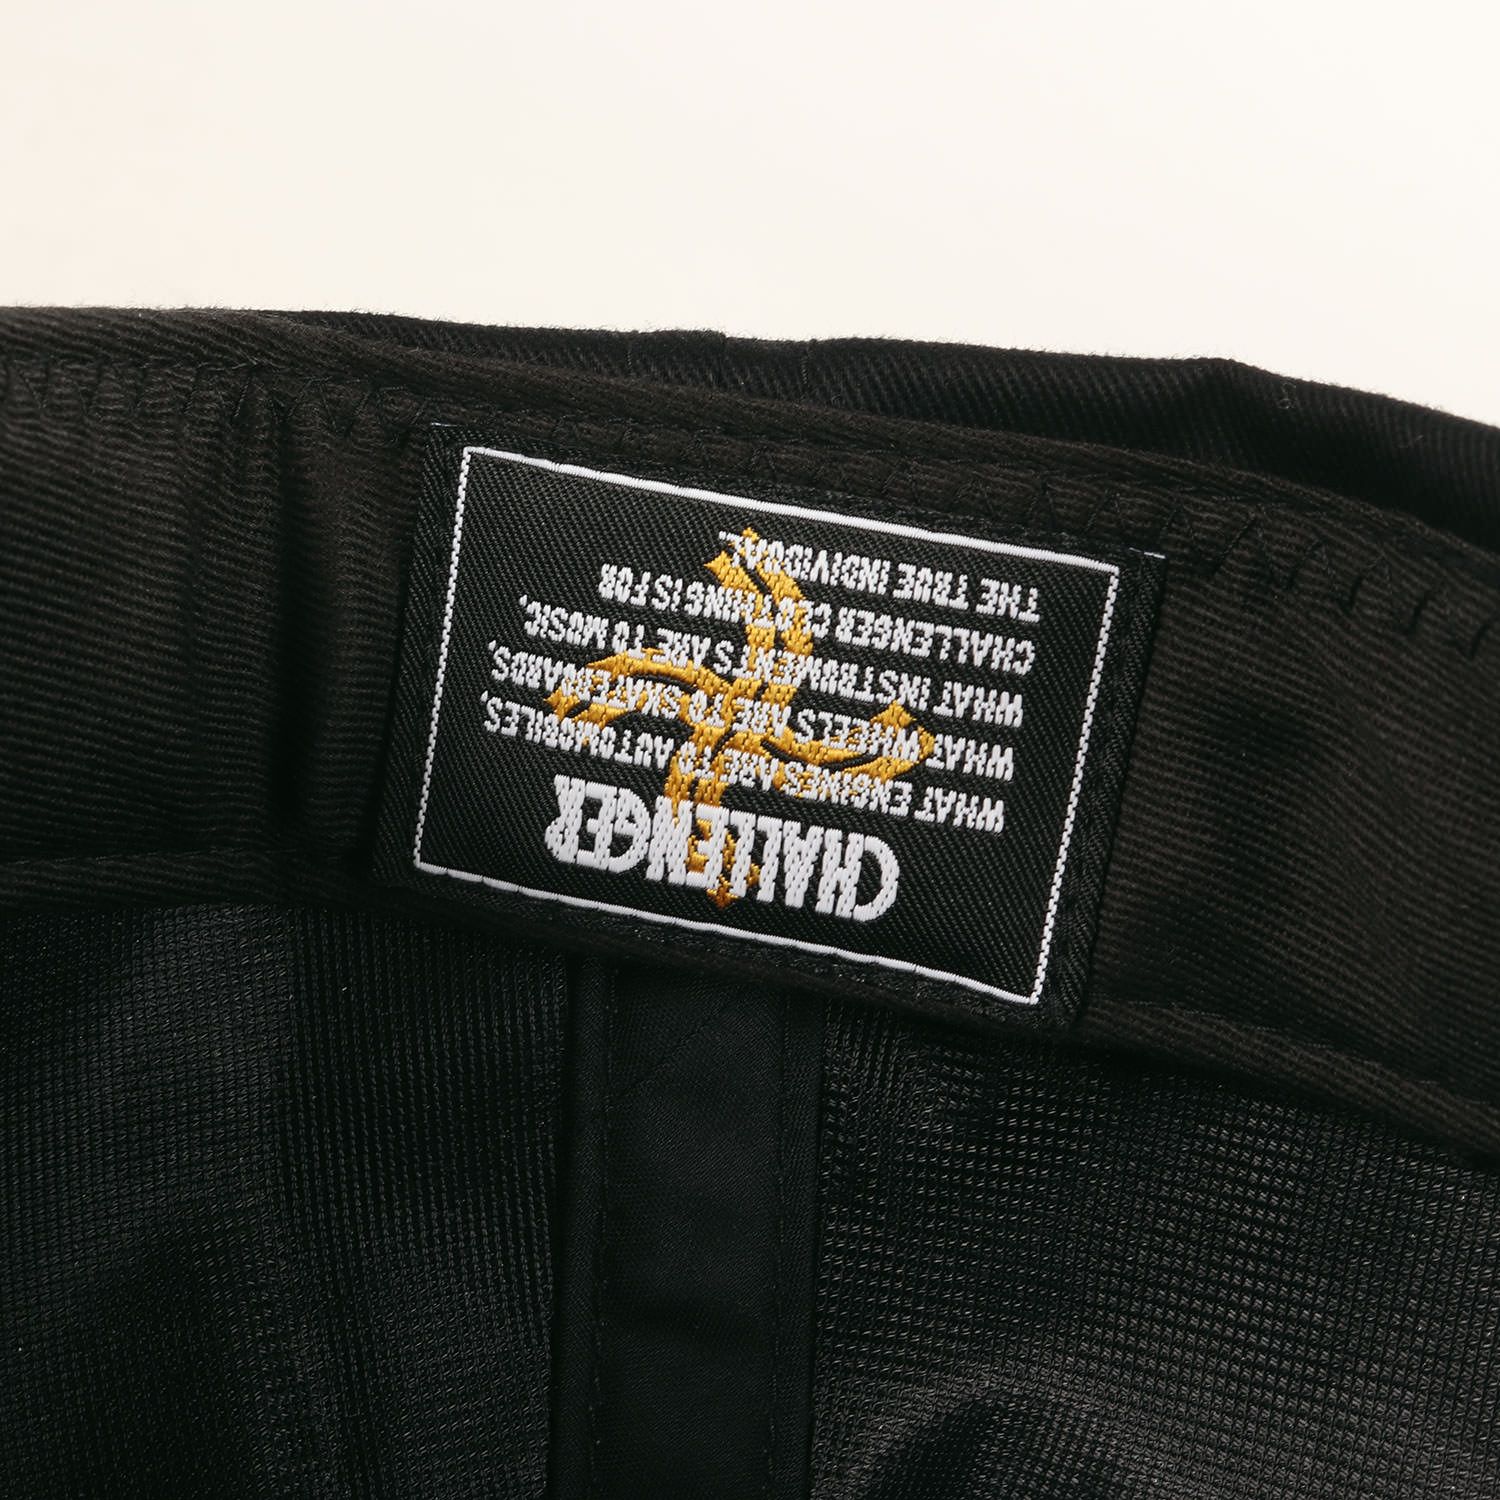 CHALLENGER
WHAT ENGINES ARE TO AUTOMOBILES,
WHAT WHEELS ARE TO SKATEBOARDS,
WHAT INSTRUMENTS ARE TO MUSIC,
CHALLENGER CLOTHING IS FOR
THE TRUE INDIVIDUAL.